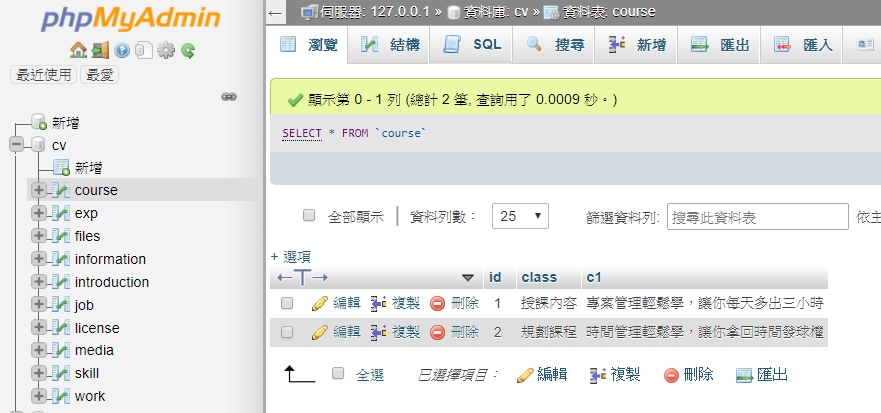 phpMyAdmin
最近使用 最愛
新增
cv
新增
course
exp
files
information
introduction
job
license
media
skill
work
伺服器: 127.0.0.1 » 資料庫: cv » 資料表: course
瀏覽 結構 SQL 搜尋 新增 匯出 匯入
顯示第 0 - 1 列 (總計 2 筆, 查詢用了 0.0009 秒。)
SELECT * FROM `course`
全部顯示 | 資料列數： 25 篩選資料列: 搜尋此資料表 依主
+ 選項
←T→ id class c1
編輯 複製 刪除 1 授課內容 專案管理輕鬆學，讓你每天多出三小時
編輯 複製 刪除 2 規劃課程 時間管理輕鬆學，讓你拿回時間發球權
全選 已選擇項目： 編輯 複製 刪除 匯出